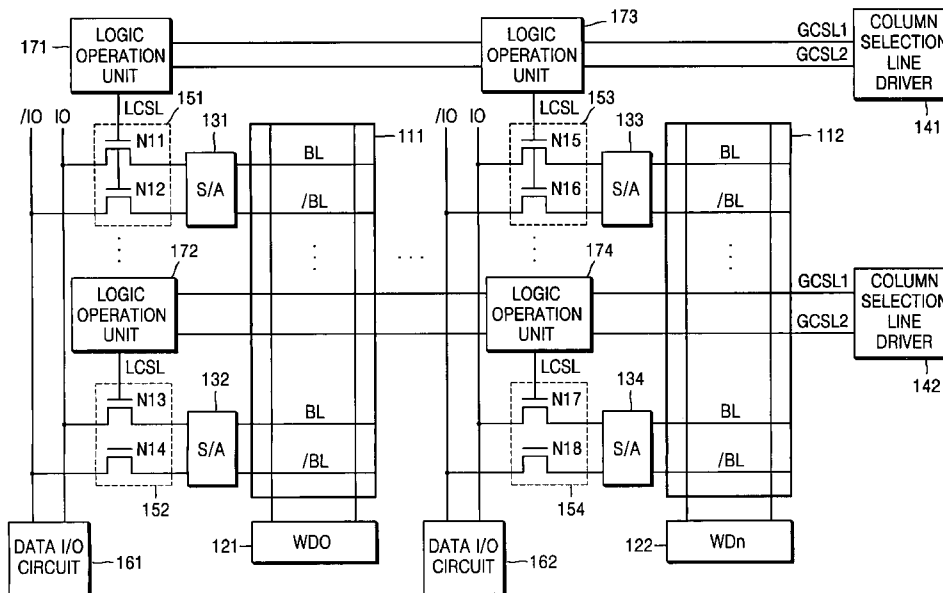 171
LOGIC
OPERATION
UNIT
173
LOGIC
OPERATION
UNIT
GCSL1
GCSL2
COLUMN
SELECTION
LINE
DRIVER
141
/IO
IO
LCSL
151
N11
N12
131
S/A
111
BL
/BL
/IO
IO
LCSL
153
N15
N16
133
S/A
112
BL
/BL
172
LOGIC
OPERATION
UNIT
174
LOGIC
OPERATION
UNIT
GCSL1
GCSL2
COLUMN
SELECTION
LINE
DRIVER
142
LCSL
N13
N14
152
132
S/A
BL
/BL
LCSL
N17
N18
154
134
S/A
BL
/BL
DATA I/O
CIRCUIT
161
121
WDO
DATA I/O
CIRCUIT
162
122
WDn